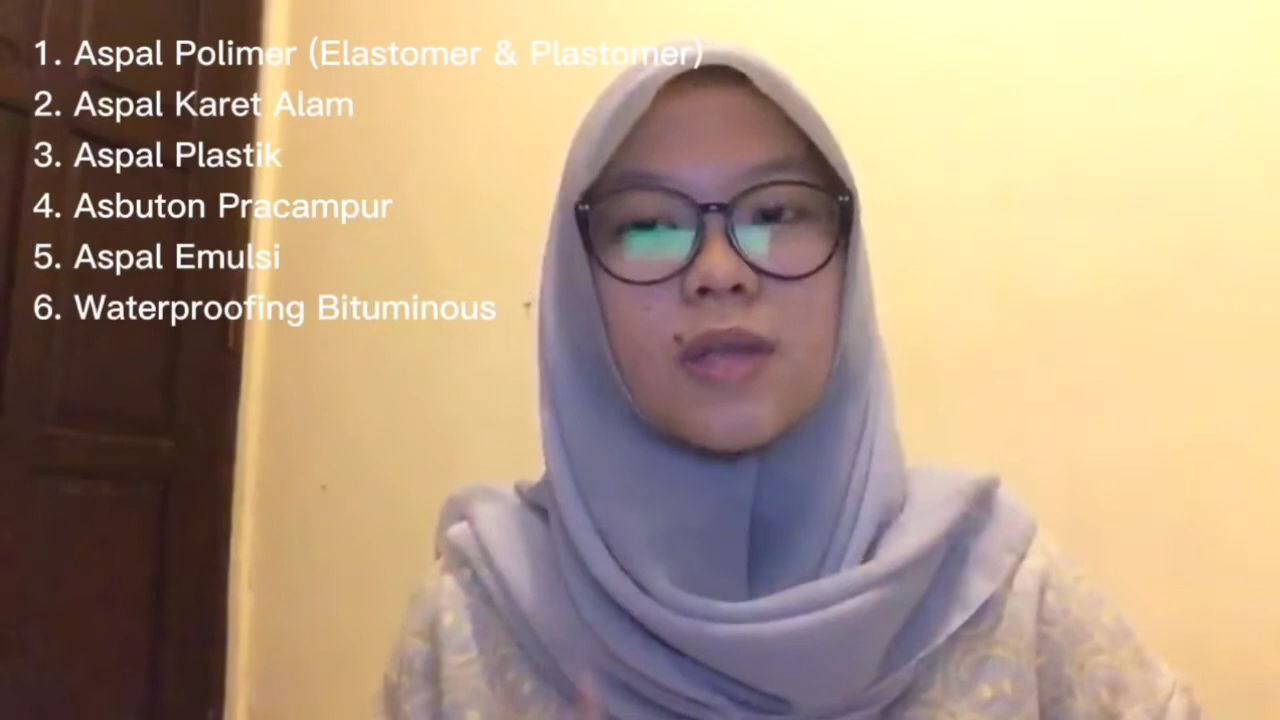 1. Aspal Polimer (Elastomer & Plastomer)
2. Aspal Karet Alam
3. Aspal Plastik
4. Asbuton Pracampur
5. Aspal Emulsi
6. Waterproofing Bituminous